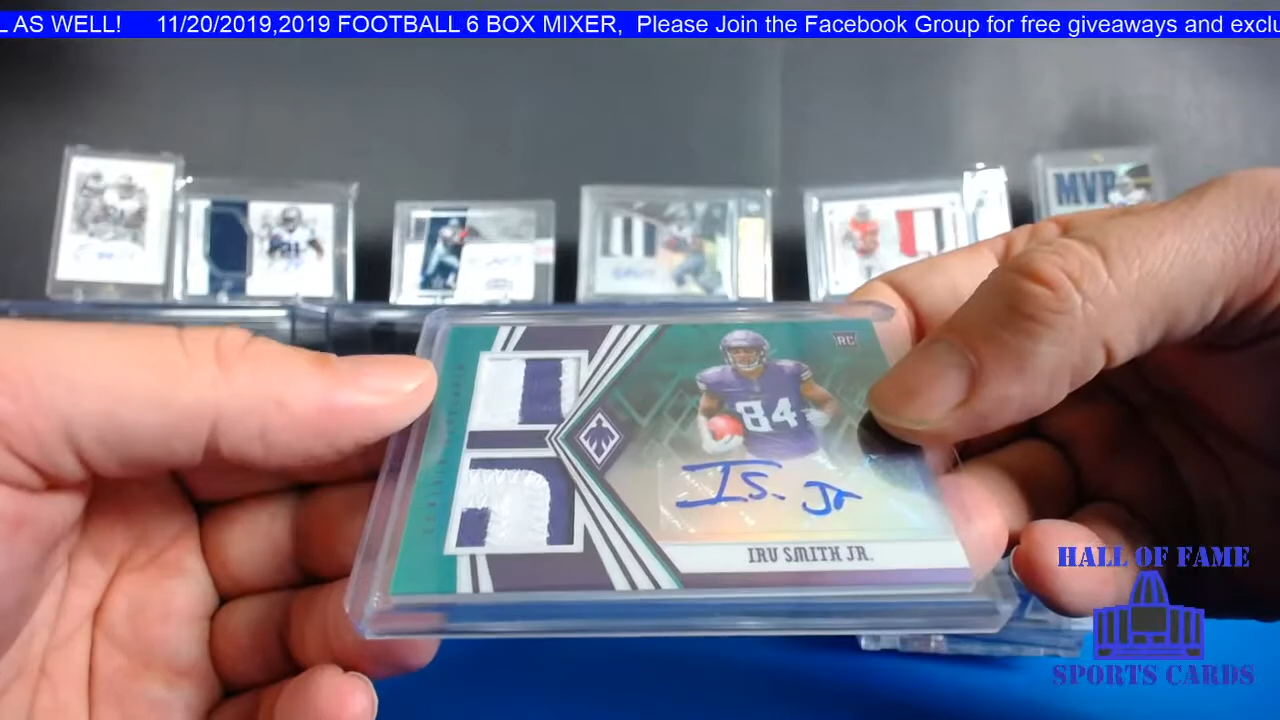 L AS WELL! 11/20/2019,2019 FOOTBALL 6 BOX MIXER, Please Join the Facebook Group for free giveaways and exclu
MVP
RC
84
IS. Jr
IRV SMITH JR.
HALL OF FAME
SPORTS CARDS